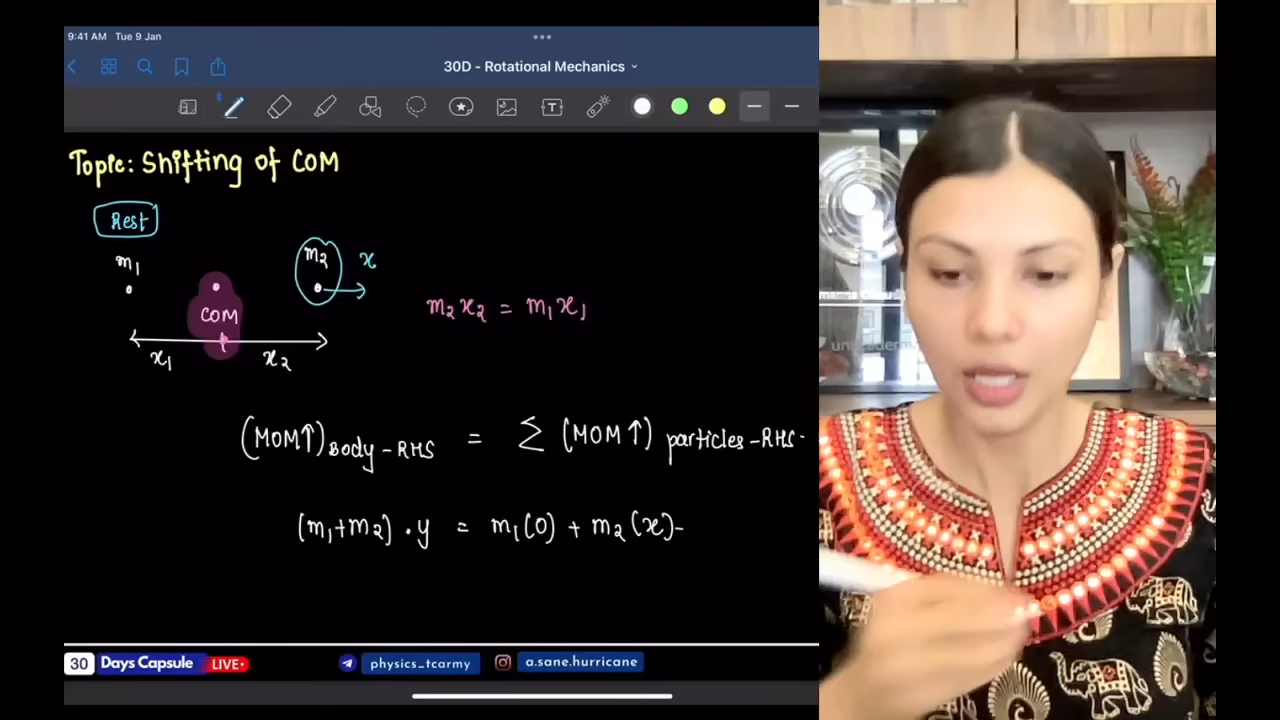 9:41 AM Tue 9 Jan
30D - Rotational Mechanics
Topic: Shifting of COM
Rest
m₁
m₂
x
COM
x₁
x₂
m₂x₂ = m₁x₁
(MOM↑)Body-RHS = Σ (MOM↑) particles-RHS.
(m₁+m₂) . y = m₁(0) + m₂(x)-
30 Days Capsule LIVE
physics_tcarmy
a.sane.hurricane